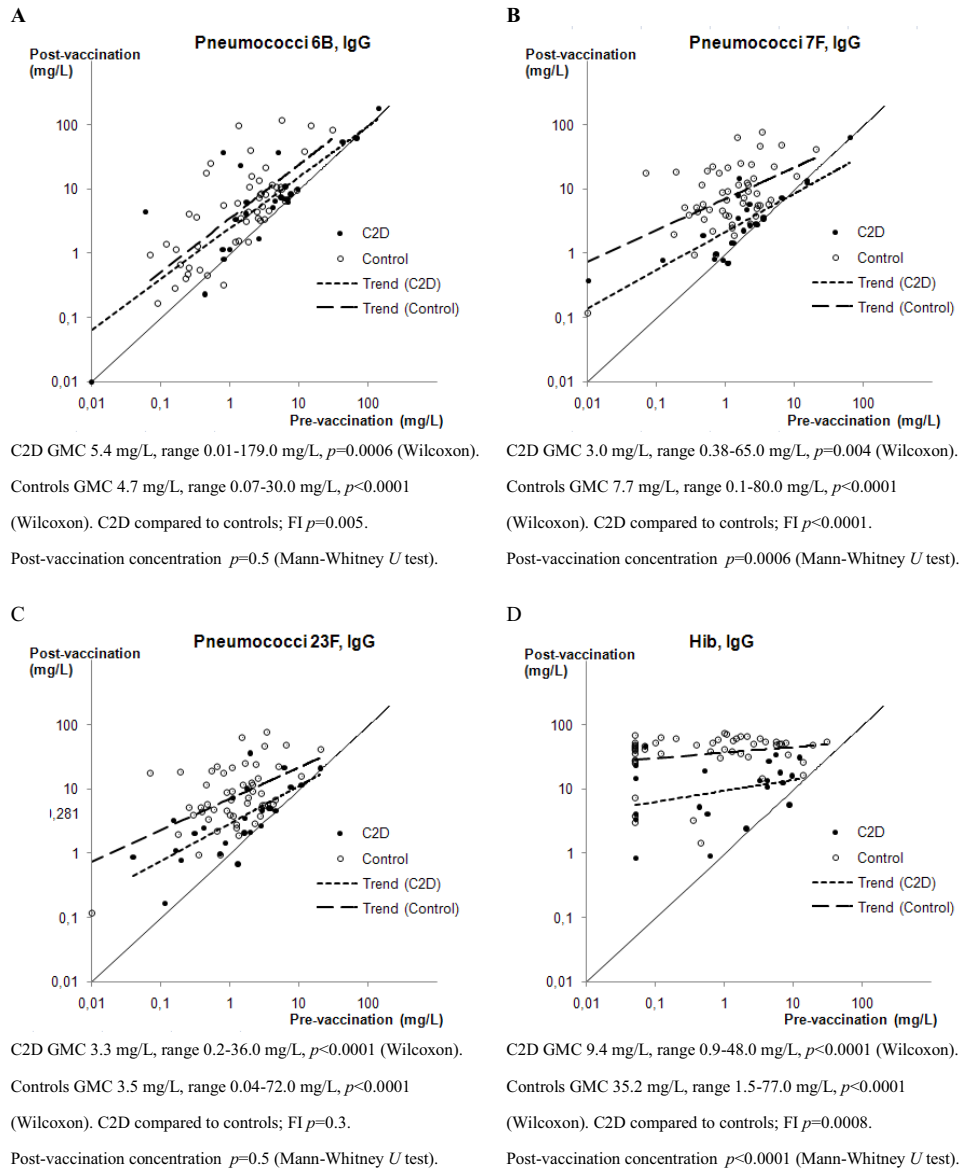 A
Pneumococci 6B, IgG
Post-vaccination
(mg/L)
100
10
1
0,1
0,01
0,01
0,1
1
10
100
Pre-vaccination (mg/L)
C2D
Control
Trend (C2D)
Trend (Control)
C2D GMC 5.4 mg/L, range 0.01-179.0 mg/L, p=0.0006 (Wilcoxon).
Controls GMC 4.7 mg/L, range 0.07-30.0 mg/L, p<0.0001
(Wilcoxon). C2D compared to controls; FI p=0.005.
Post-vaccination concentration p=0.5 (Mann-Whitney U test).
B
Pneumococci 7F, IgG
Post-vaccination
(mg/L)
100
10
1
0,1
0,01
0,01
0,1
1
10
100
Pre-vaccination (mg/L)
C2D
Control
Trend (C2D)
Trend (Control)
C2D GMC 3.0 mg/L, range 0.38-65.0 mg/L, p=0.004 (Wilcoxon).
Controls GMC 7.7 mg/L, range 0.1-80.0 mg/L, p<0.0001
(Wilcoxon). C2D compared to controls; FI p<0.0001.
Post-vaccination concentration p=0.0006 (Mann-Whitney U test).
C
Pneumococci 23F, IgG
Post-vaccination
(mg/L)
100
10
,281
1
0,1
0,01
0,01
0,1
1
10
100
Pre-vaccination (mg/L)
C2D
Control
Trend (C2D)
Trend (Control)
C2D GMC 3.3 mg/L, range 0.2-36.0 mg/L, p<0.0001 (Wilcoxon).
Controls GMC 3.5 mg/L, range 0.04-72.0 mg/L, p<0.0001
(Wilcoxon). C2D compared to controls; FI p=0.3.
Post-vaccination concentration p=0.5 (Mann-Whitney U test).
D
Hib, IgG
Post-vaccination
(mg/L)
100
10
1
0,1
0,01
0,01
0,1
1
10
100
Pre-vaccination (mg/L)
C2D
Control
Trend (C2D)
Trend (Control)
C2D GMC 9.4 mg/L, range 0.9-48.0 mg/L, p<0.0001 (Wilcoxon).
Controls GMC 35.2 mg/L, range 1.5-77.0 mg/L, p<0.0001
(Wilcoxon). C2D compared to controls; FI p=0.0008.
Post-vaccination concentration p<0.0001 (Mann-Whitney U test).